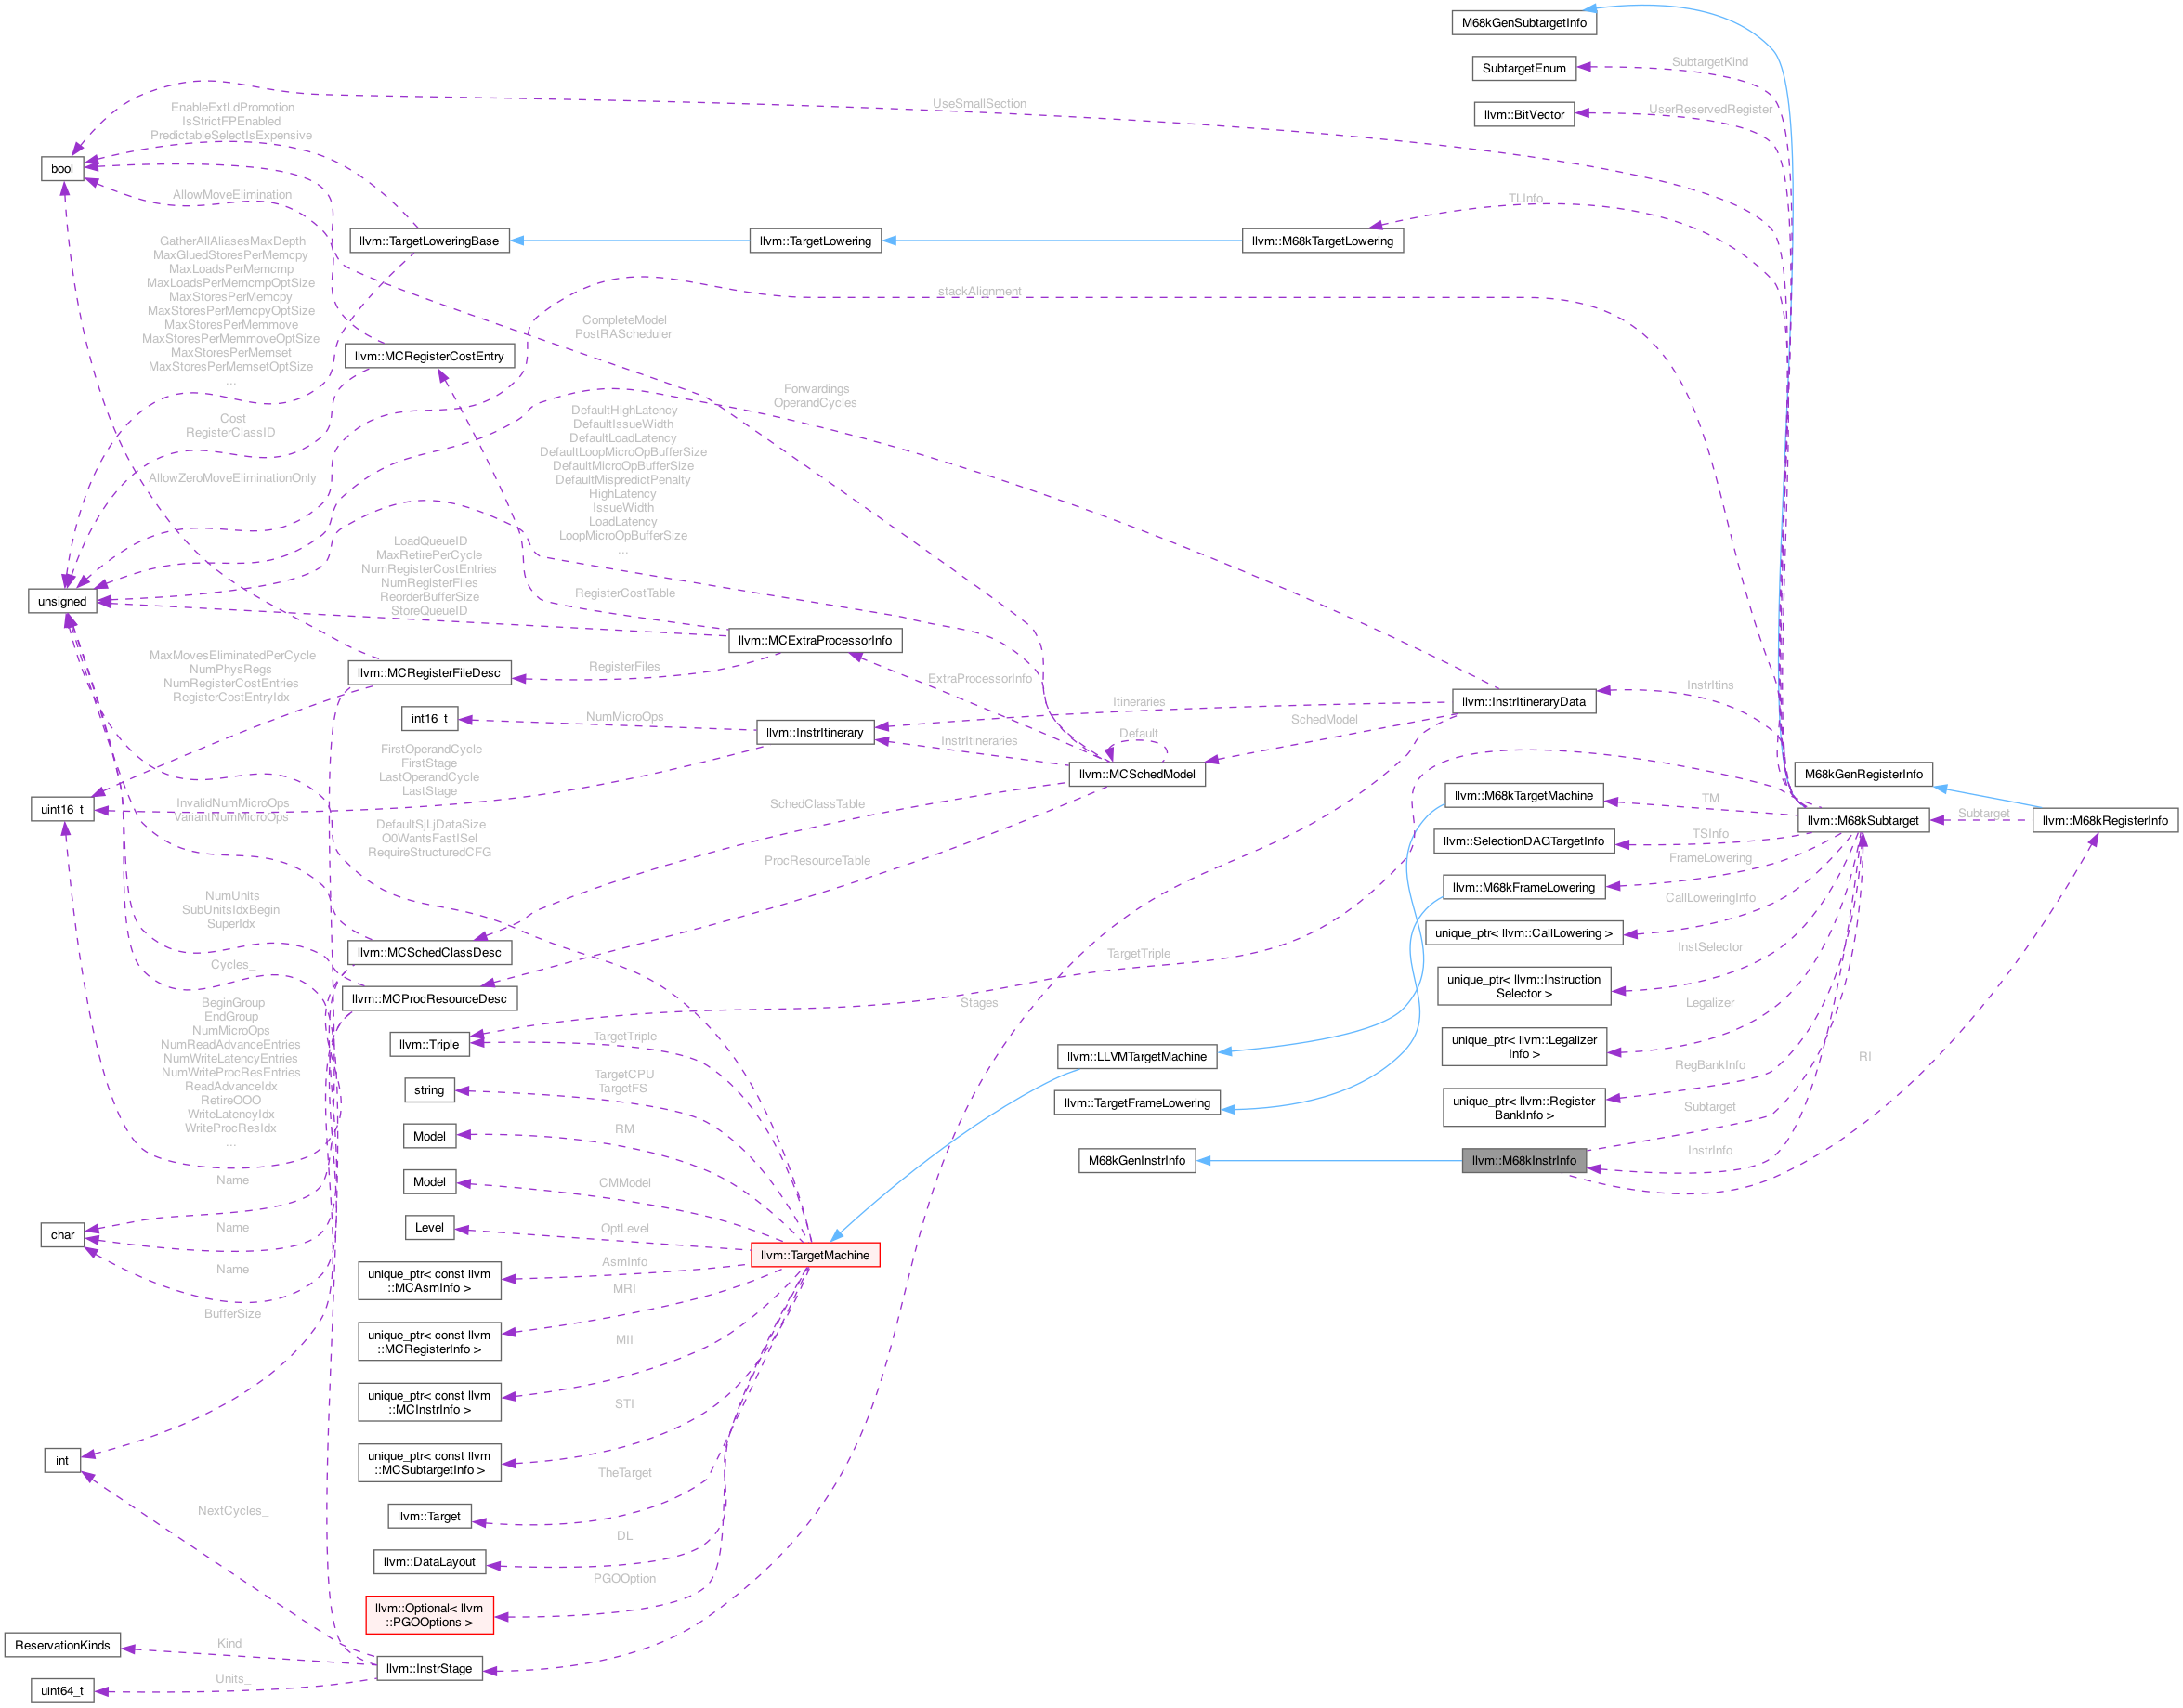 M68kGenSubtargetInfo
SubtargetKind
SubtargetEnum
UseSmallSection
EnableExtLdPromotion
IsStrictFPEnabled
PredictableSelectIsExpensive
UserReservedRegister
llvm::BitVector
bool
AllowMoveElimination
TLInfo
llvm::TargetLoweringBase
llvm::TargetLowering
llvm::M68kTargetLowering
GatherAllAliasesMaxDepth
MaxGluedStoresPerMemcpy
MaxLoadsPerMemcmp
MaxLoadsPerMemcmpOptSize
MaxStoresPerMemcpy
MaxStoresPerMemcpyOptSize
MaxStoresPerMemmove
MaxStoresPerMemmoveOptSize
MaxStoresPerMemset
MaxStoresPerMemsetOptSize
...
stackAlignment
CompleteModel
PostRAScheduler
llvm::MCRegisterCostEntry
Forwardings
OperandCycles
Cost
RegisterClassID
DefaultHighLatency
DefaultIssueWidth
DefaultLoadLatency
DefaultLoopMicroOpBufferSize
DefaultMicroOpBufferSize
DefaultMispredictPenalty
HighLatency
IssueWidth
LoadLatency
LoopMicroOpBufferSize
...
AllowZeroMoveEliminationOnly
LoadQueueID
MaxRetirePerCycle
NumRegisterCostEntries
NumRegisterFiles
ReorderBufferSize
StoreQueueID
RegisterCostTable
unsigned
llvm::MCExtraProcessorInfo
MaxMovesEliminatedPerCycle
NumPhysRegs
NumRegisterCostEntries
RegisterCostEntryIdx
llvm::MCRegisterFileDesc
RegisterFiles
ExtraProcessorInfo
InstrItins
llvm::InstrItineraryData
Itineraries
int16_t
NumMicroOps
llvm::InstrItinerary
InstrItineraries
SchedModel
Default
FirstOperandCycle
FirstStage
LastOperandCycle
LastStage
llvm::MCSchedModel
M68kGenRegisterInfo
llvm::M68kTargetMachine
TM
uint16_t
InvalidNumMicroOps
VariantNumMicroOps
SchedClassTable
llvm::M68kSubtarget
Subtarget
llvm::M68kRegisterInfo
DefaultSjLjDataSize
O0WantsFastISel
RequireStructuredCFG
llvm::SelectionDAGTargetInfo
TSInfo
ProcResourceTable
FrameLowering
llvm::M68kFrameLowering
CallLoweringInfo
NumUnits
SubUnitsIdxBegin
SuperIdx
unique_ptr< llvm::CallLowering >
InstSelector
llvm::MCSchedClassDesc
TargetTriple
Cycles_
unique_ptr< llvm::Instruction
Selector >
llvm::MCProcResourceDesc
Stages
Legalizer
BeginGroup
EndGroup
NumMicroOps
NumReadAdvanceEntries
NumWriteLatencyEntries
NumWriteProcResEntries
ReadAdvanceIdx
RetireOOO
WriteLatencyIdx
WriteProcResIdx
...
llvm::Triple
TargetTriple
llvm::LLVMTargetMachine
unique_ptr< llvm::Legalizer
Info >
RI
RegBankInfo
string
TargetCPU
TargetFS
llvm::TargetFrameLowering
unique_ptr< llvm::Register
BankInfo >
Subtarget
Model
RM
M68kGenInstrInfo
llvm::M68kInstrInfo
InstrInfo
Name
Model
CMModel
Name
char
Level
OptLevel
llvm::TargetMachine
Name
unique_ptr< const llvm
::MCAsmInfo >
AsmInfo
MRI
BufferSize
unique_ptr< const llvm
::MCRegisterInfo >
MII
unique_ptr< const llvm
::MCInstrInfo >
STI
int
unique_ptr< const llvm
::MCSubtargetInfo >
TheTarget
NextCycles_
llvm::Target
DL
llvm::DataLayout
PGOOption
llvm::Optional< llvm
::PGOOptions >
ReservationKinds
Kind_
llvm::InstrStage
Units_
uint64_t